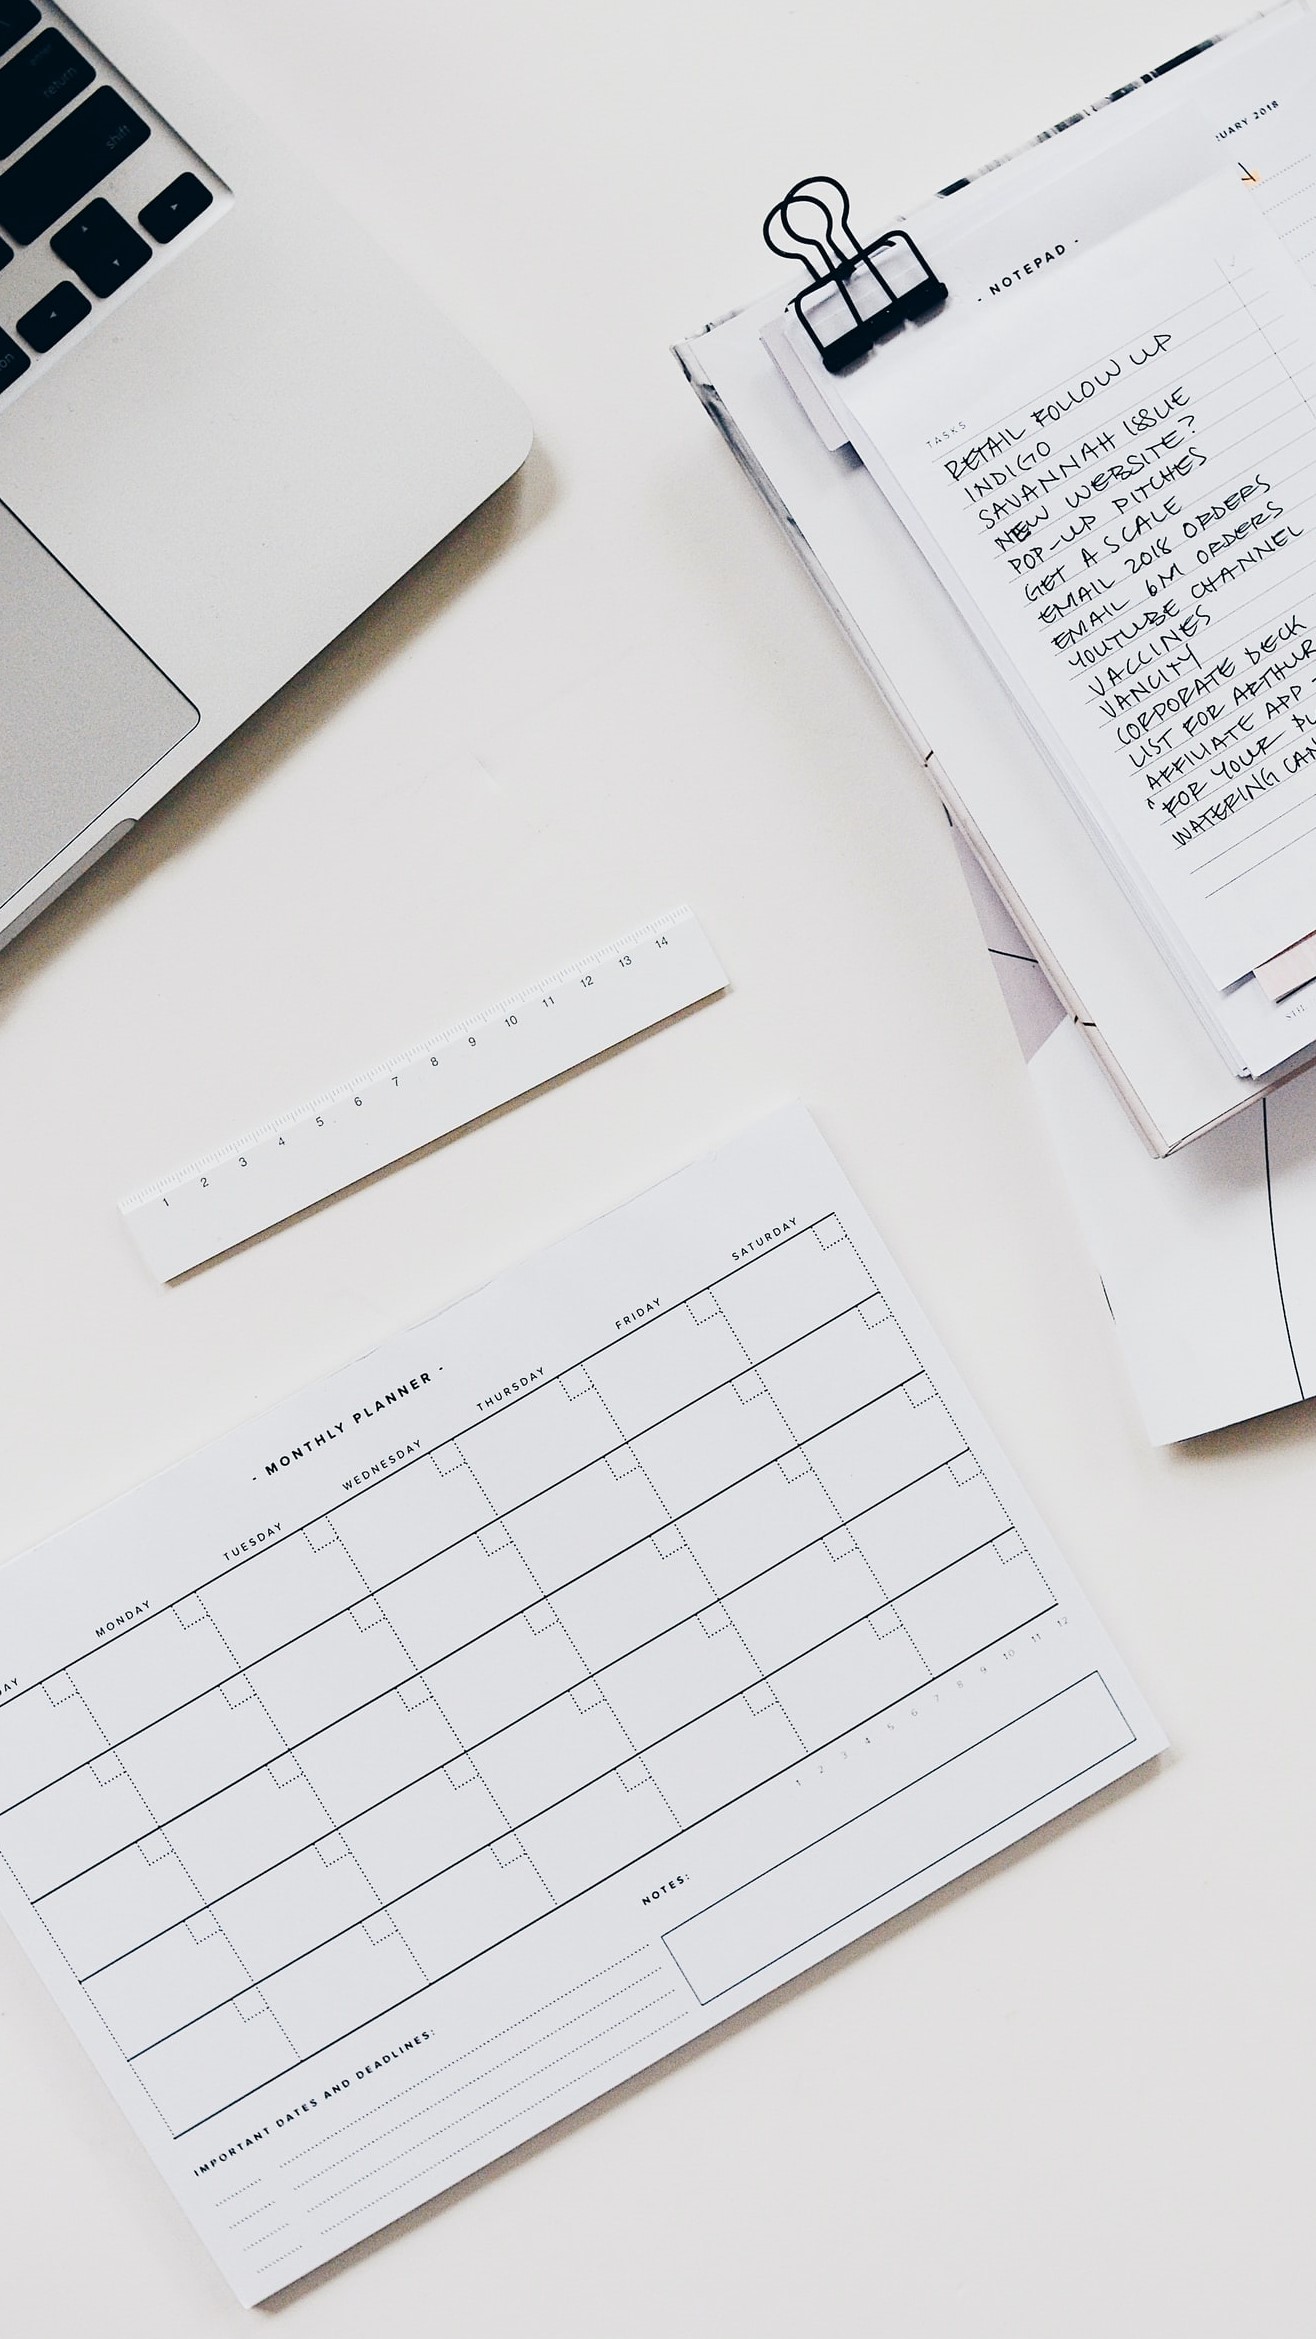 enter
return
shift
UARY 2018
- NOTEPAD -
TASKS
RETAIL FOLLOW UP
INDIGO
SAVANNAH ISSUE
NEW WEBSITE?
POP-UP PITCHES
GET A SCALE
EMAIL 2018 ORDERS
EMAIL 6M ORDERS
YOUTUBE CHANNEL
VACCINES
VANCITY
CORPORATE DECK
LIST FOR ARTHUR
AFFILIATE APP -
"FOR YOUR PL
WATERING CAN
1 2 3 4 5 6 7 8 9 10 11 12 13 14
- MONTHLY PLANNER -
DAY MONDAY TUESDAY WEDNESDAY THURSDAY FRIDAY SATURDAY
1 2 3 4 5 6 7 8 9 10 11 12
NOTES:
IMPORTANT DATES AND DEADLINES: